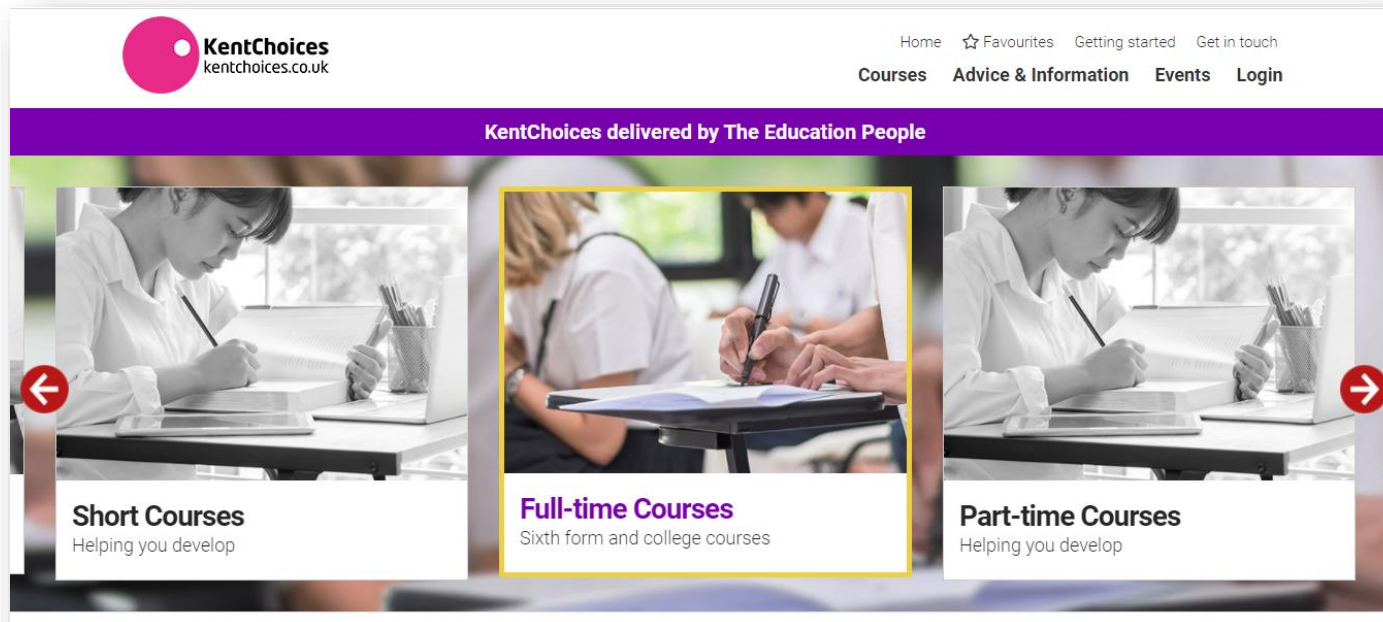 KentChoices
kentchoices.co.uk
Home Favourites Getting started Get in touch
Courses Advice & Information Events Login
KentChoices delivered by The Education People
Short Courses
Helping you develop
Full-time Courses
Sixth form and college courses
Part-time Courses
Helping you develop